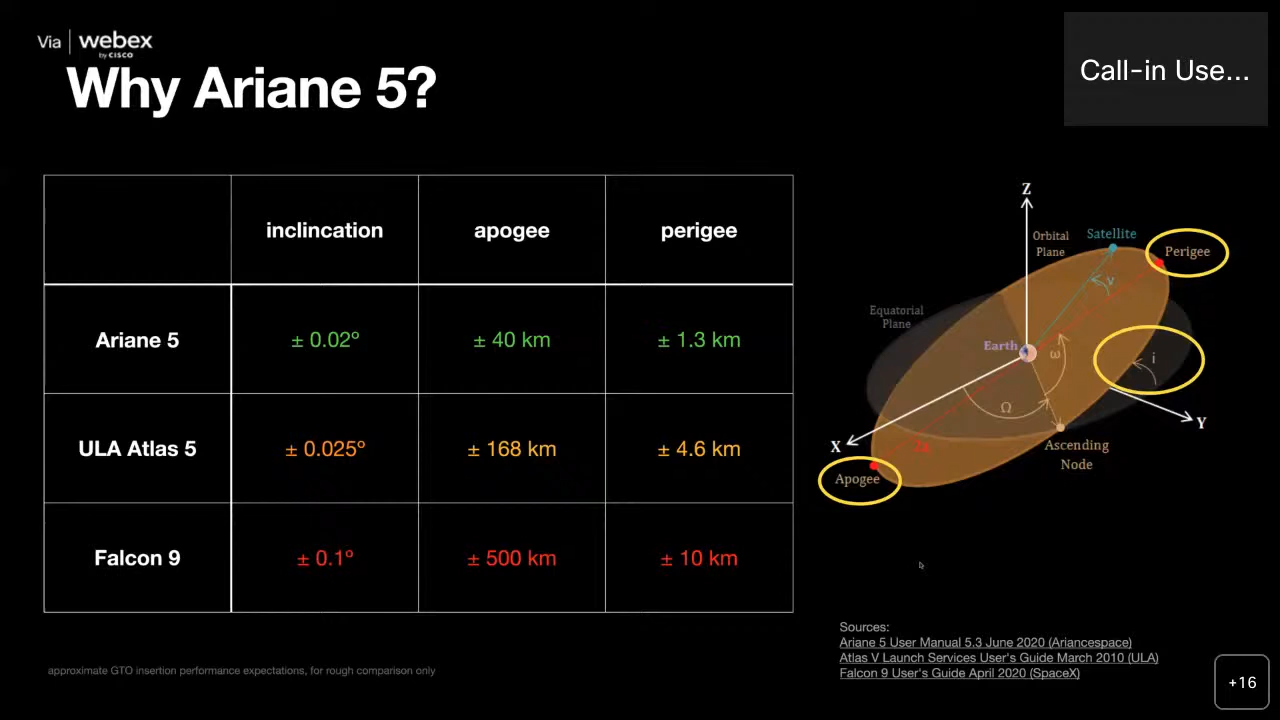 Via | webex
by CISCO
Call-in Use...
Why Ariane 5?
inclincation apogee perigee
Ariane 5 ± 0.02º ± 40 km ± 1.3 km
ULA Atlas 5 ± 0.025º ± 168 km ± 4.6 km
Falcon 9 ± 0.1º ± 500 km ± 10 km
approximate GTO insertion performance expectations, for rough comparison only
Z
Orbital
Plane
Satellite
Perigee
ν
Equatorial
Plane
Earth
ω
i
Ω
X
Y
Ascending
Node
Apogee
Sources:
Ariane 5 User Manual 5.3 June 2020 (Ariancespace)
Atlas V Launch Services User's Guide March 2010 (ULA)
Falcon 9 User's Guide April 2020 (SpaceX)
+16